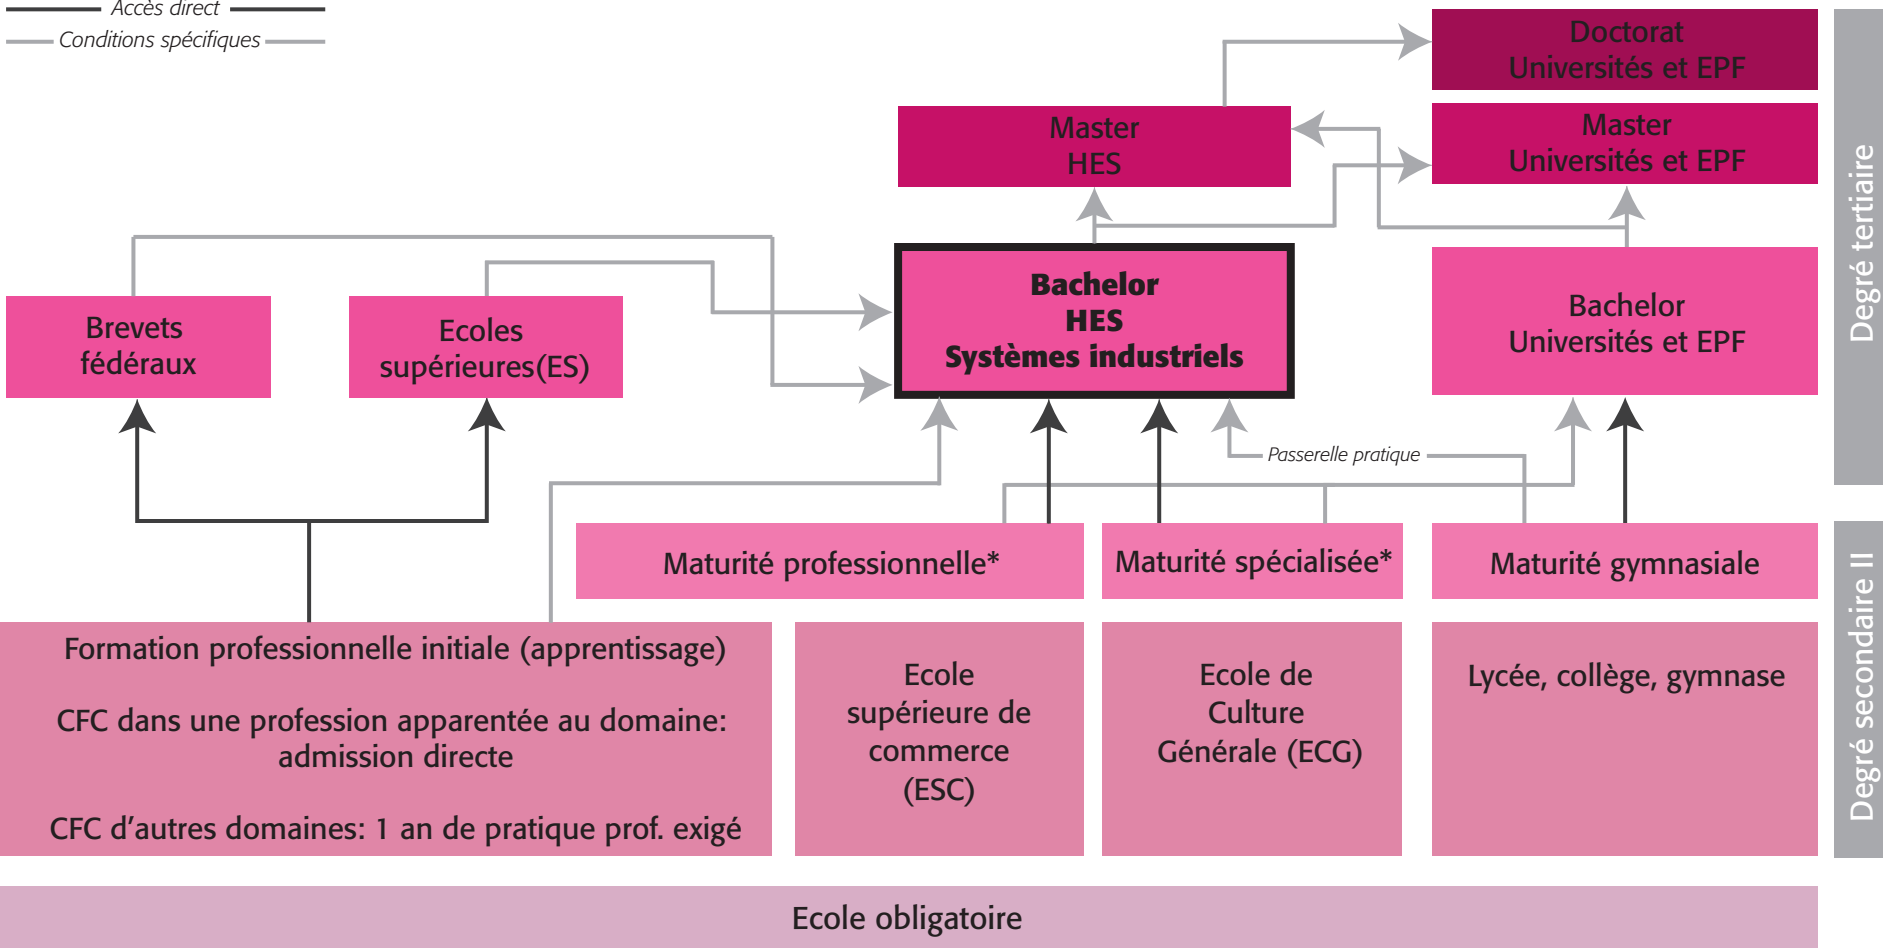 Accès direct
Conditions spécifiques
Doctorat
Universités et EPF
Master
HES
Master
Universités et EPF
Brevets
fédéraux
Ecoles
supérieures(ES)
Bachelor
HES
Systèmes industriels
Bachelor
Universités et EPF
Degré tertiaire
Passerelle pratique
Maturité professionnelle*
Maturité spécialisée*
Maturité gymnasiale
Formation professionnelle initiale (apprentissage)
CFC dans une profession apparentée au domaine:
admission directe
CFC d’autres domaines: 1 an de pratique prof. exigé
Ecole
supérieure de
commerce
(ESC)
Ecole de
Culture
Générale (ECG)
Lycée, collège, gymnase
Degré secondaire II
Ecole obligatoire